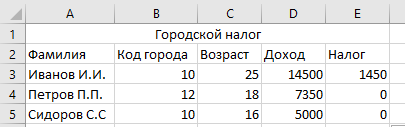 A B C D E
1 Городской налог
2 Фамилия Код города Возраст Доход Налог
3 Иванов И.И. 10 25 14500 1450
4 Петров П.П. 12 18 7350 0
5 Сидоров С.С 10 16 5000 0